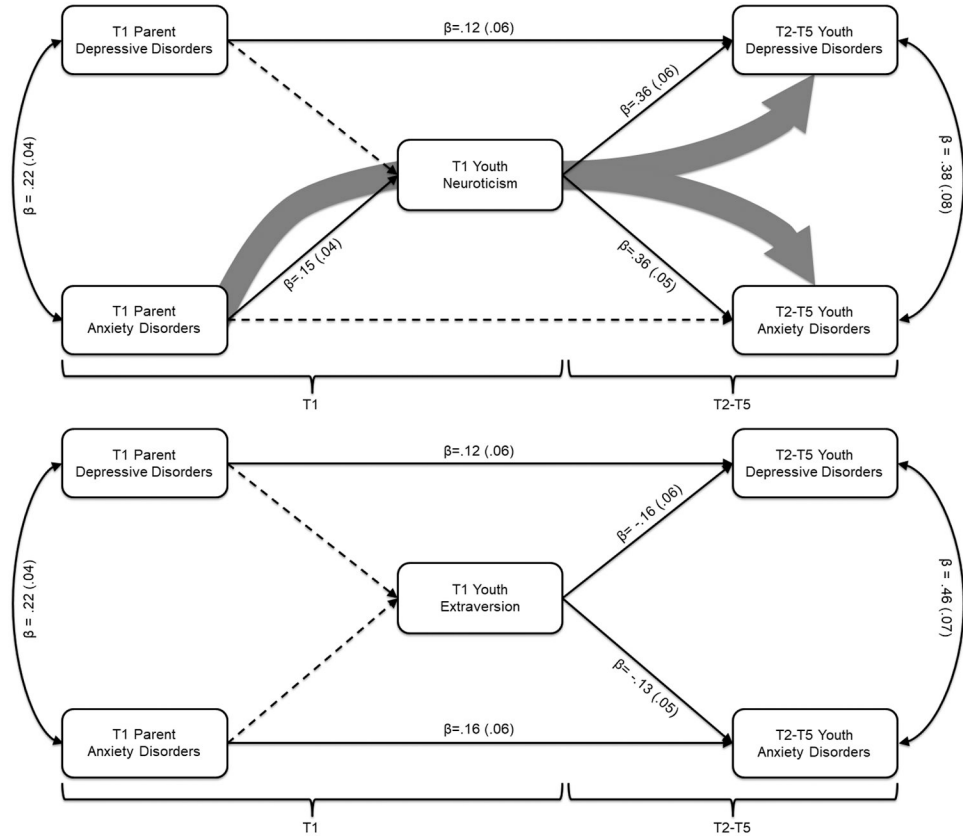 T1 Parent
Depressive Disorders
β=.12 (.06)
T2-T5 Youth
Depressive Disorders
β = .22 (.04)
β=.36 (.06)
T1 Youth
Neuroticism
β = .38 (.08)
β=.15 (.04)
β=.36 (.05)
T1 Parent
Anxiety Disorders
T2-T5 Youth
Anxiety Disorders
T1
T2-T5
T1 Parent
Depressive Disorders
β=.12 (.06)
T2-T5 Youth
Depressive Disorders
β = .22 (.04)
β= -.16 (.06)
T1 Youth
Extraversion
β = .46 (.07)
β= -.13 (.05)
T1 Parent
Anxiety Disorders
β=.16 (.06)
T2-T5 Youth
Anxiety Disorders
T1
T2-T5